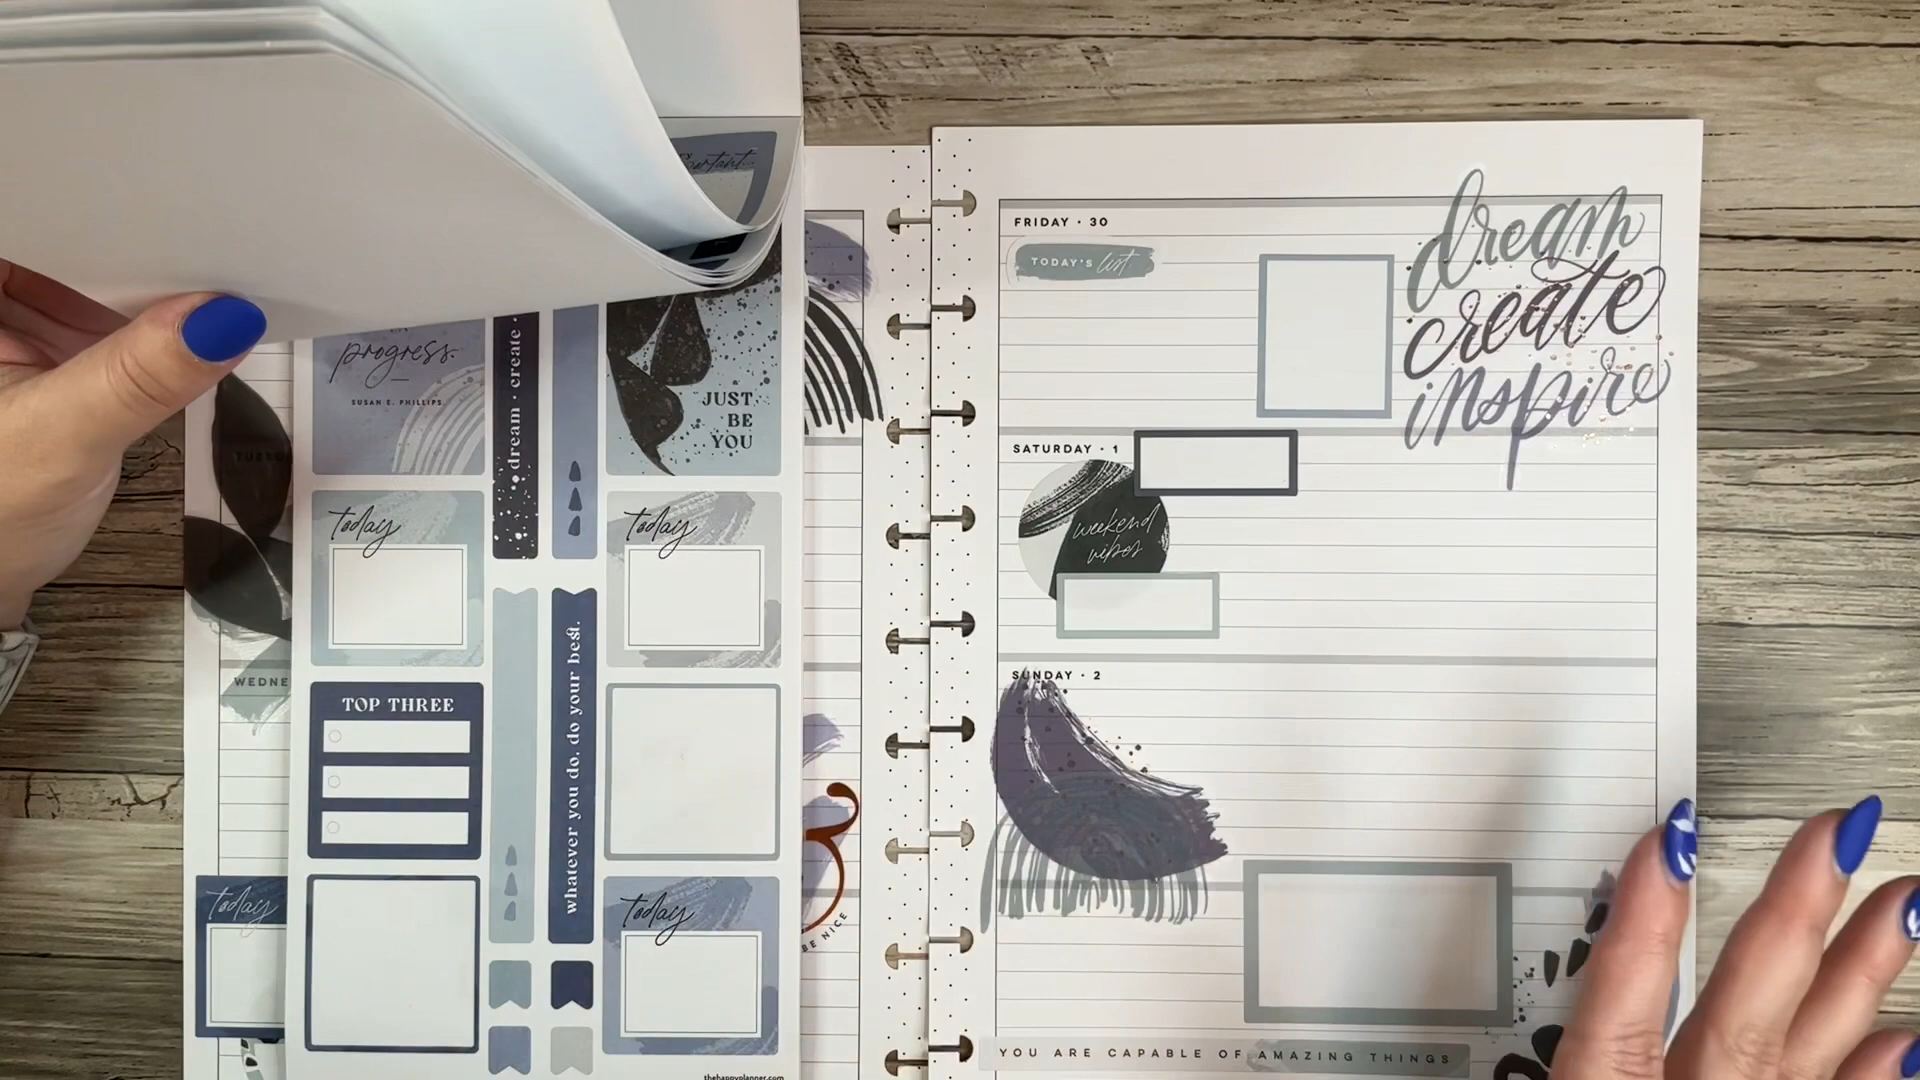 progress.
SUSAN E. PHILLIPS
dream • create •
JUST
BE
YOU
today
today
TOP THREE
whatever you do, do your best.
today
thehappyplanner.com
WEDNE
today
BE NICE
FRIDAY • 30
TODAY'S list
dream
create
inspire
SATURDAY • 1
weekend
vibes
SUNDAY • 2
YOU ARE CAPABLE OF AMAZING THINGS